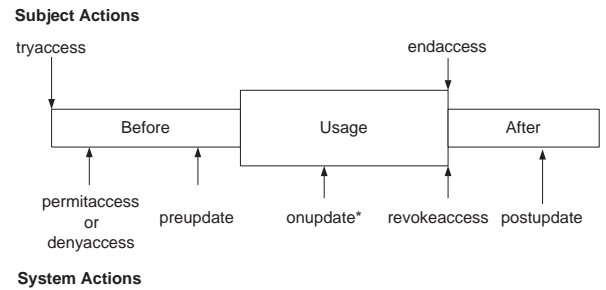 Subject Actions
tryaccess
endaccess
Before
Usage
After
permitaccess
or
denyaccess
preupdate
onupdate*
revokeaccess
postupdate
System Actions